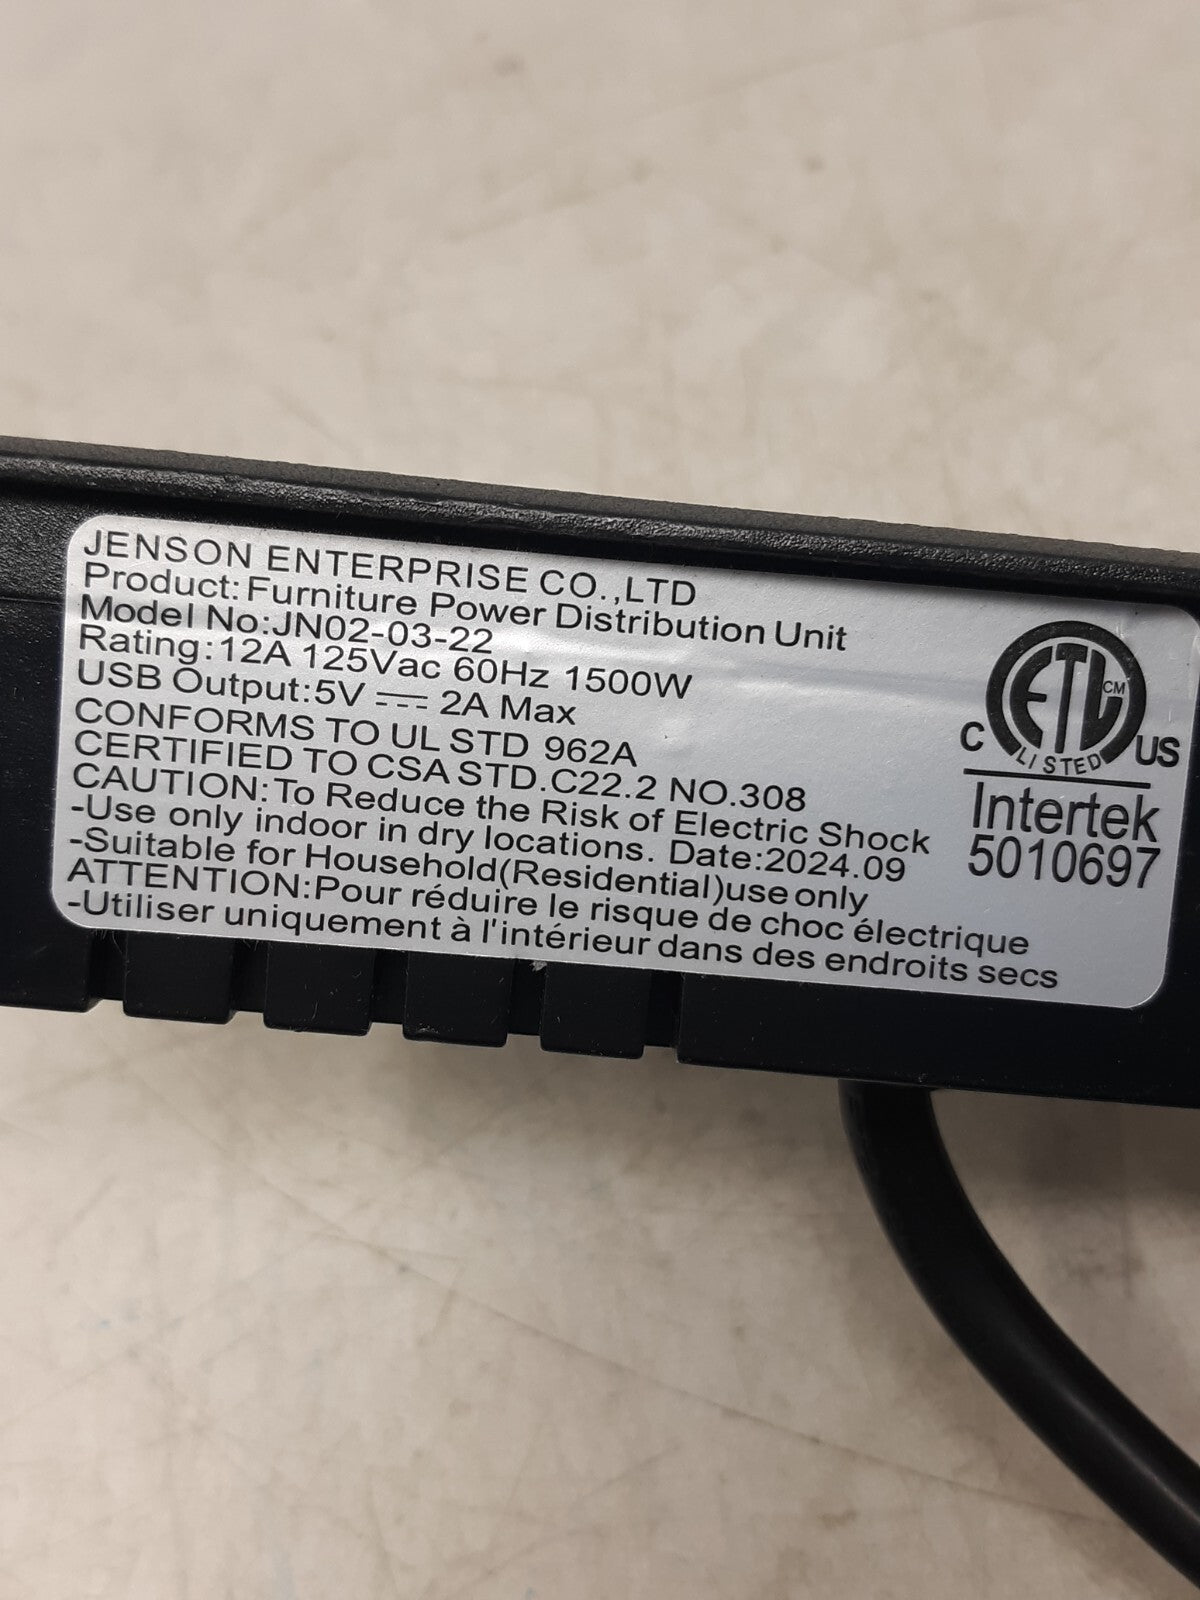 JENSON ENTERPRISE CO.,LTD
Product: Furniture Power Distribution Unit
Model No:JN02-03-22
Rating:12A 125Vac 60Hz 1500W
USB Output:5V ⎓ 2A Max
CONFORMS TO UL STD 962A
CERTIFIED TO CSA STD.C22.2 NO.308
CAUTION:To Reduce the Risk of Electric Shock
-Use only indoor in dry locations. Date:2024.09
-Suitable for Household(Residential)use only
ATTENTION:Pour réduire le risque de choc électrique
-Utiliser uniquement à l'intérieur dans des endroits secs
ETL CM
C LISTED US
Intertek
5010697